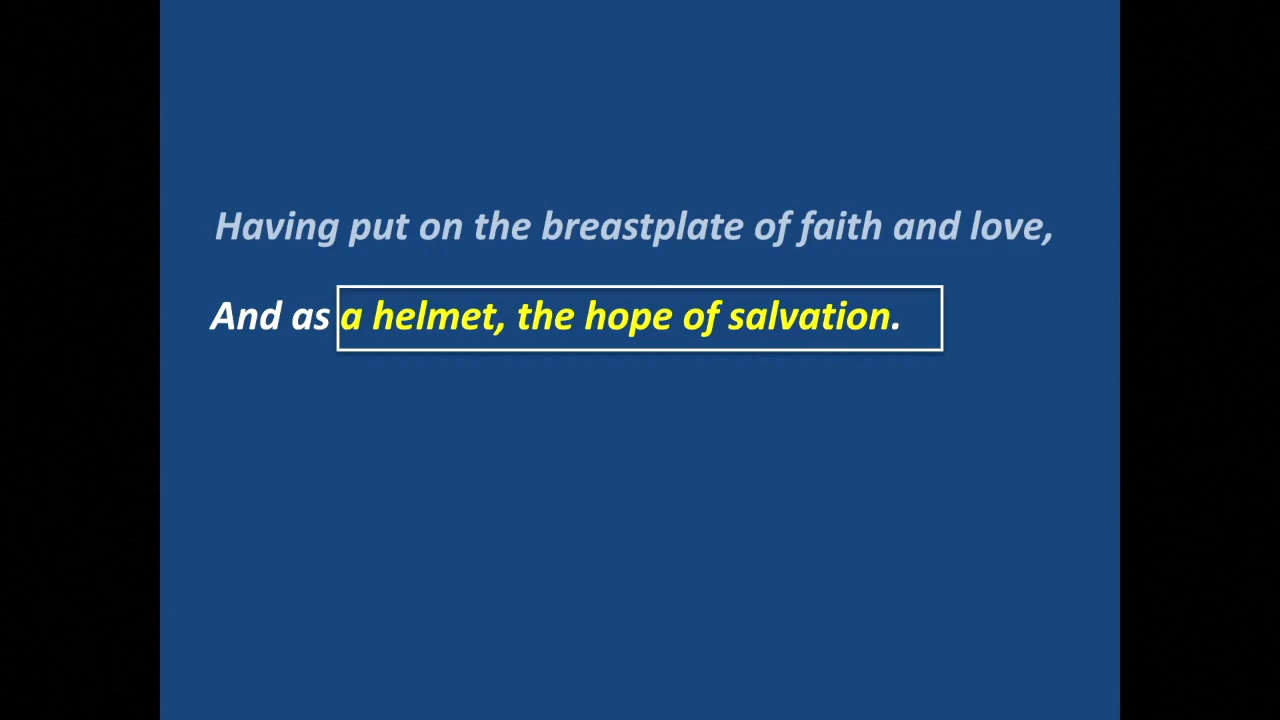 Having put on the breastplate of faith and love,
And as a helmet, the hope of salvation.